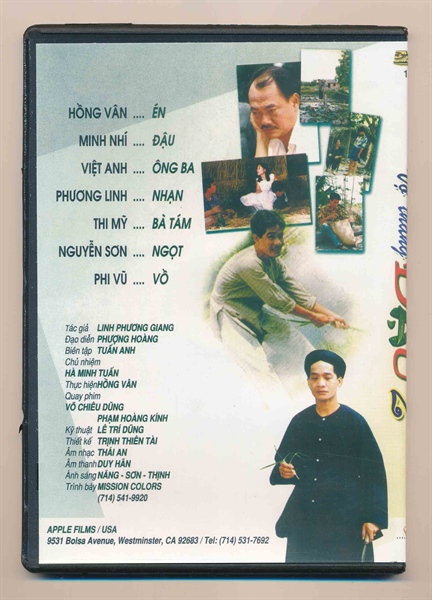 HỒNG VÂN .... ÉN
MINH NHÍ .... ĐẬU
VIỆT ANH .... ÔNG BA
PHƯƠNG LINH .... NHẠN
THI MỸ .... BÀ TÁM
NGUYỄN SƠN .... NGỌT
PHI VŨ .... VỒ
Tác giả LINH PHƯƠNG GIANG
Đạo diễn PHƯỢNG HOÀNG
Biên tập TUẤN ANH
Chủ nhiệm
HÀ MINH TUẤN
Thực hiện HỒNG VÂN
Quay phim
VÕ CHIÊU DŨNG
PHẠM HOÀNG KÍNH
Kỹ thuật LÊ TRÍ DŨNG
Thiết kế TRỊNH THIÊN TÀI
Âm nhạc THÁI AN
Âm thanh DUY HÂN
Ánh sáng NĂNG - SƠN - THỊNH
Trình bày MISSION COLORS
(714) 541-9920
APPLE FILMS / USA
9531 Bolsa Avenue, Westminster, CA 92683 / Tel: (714) 531-7692
ĐẬU 2